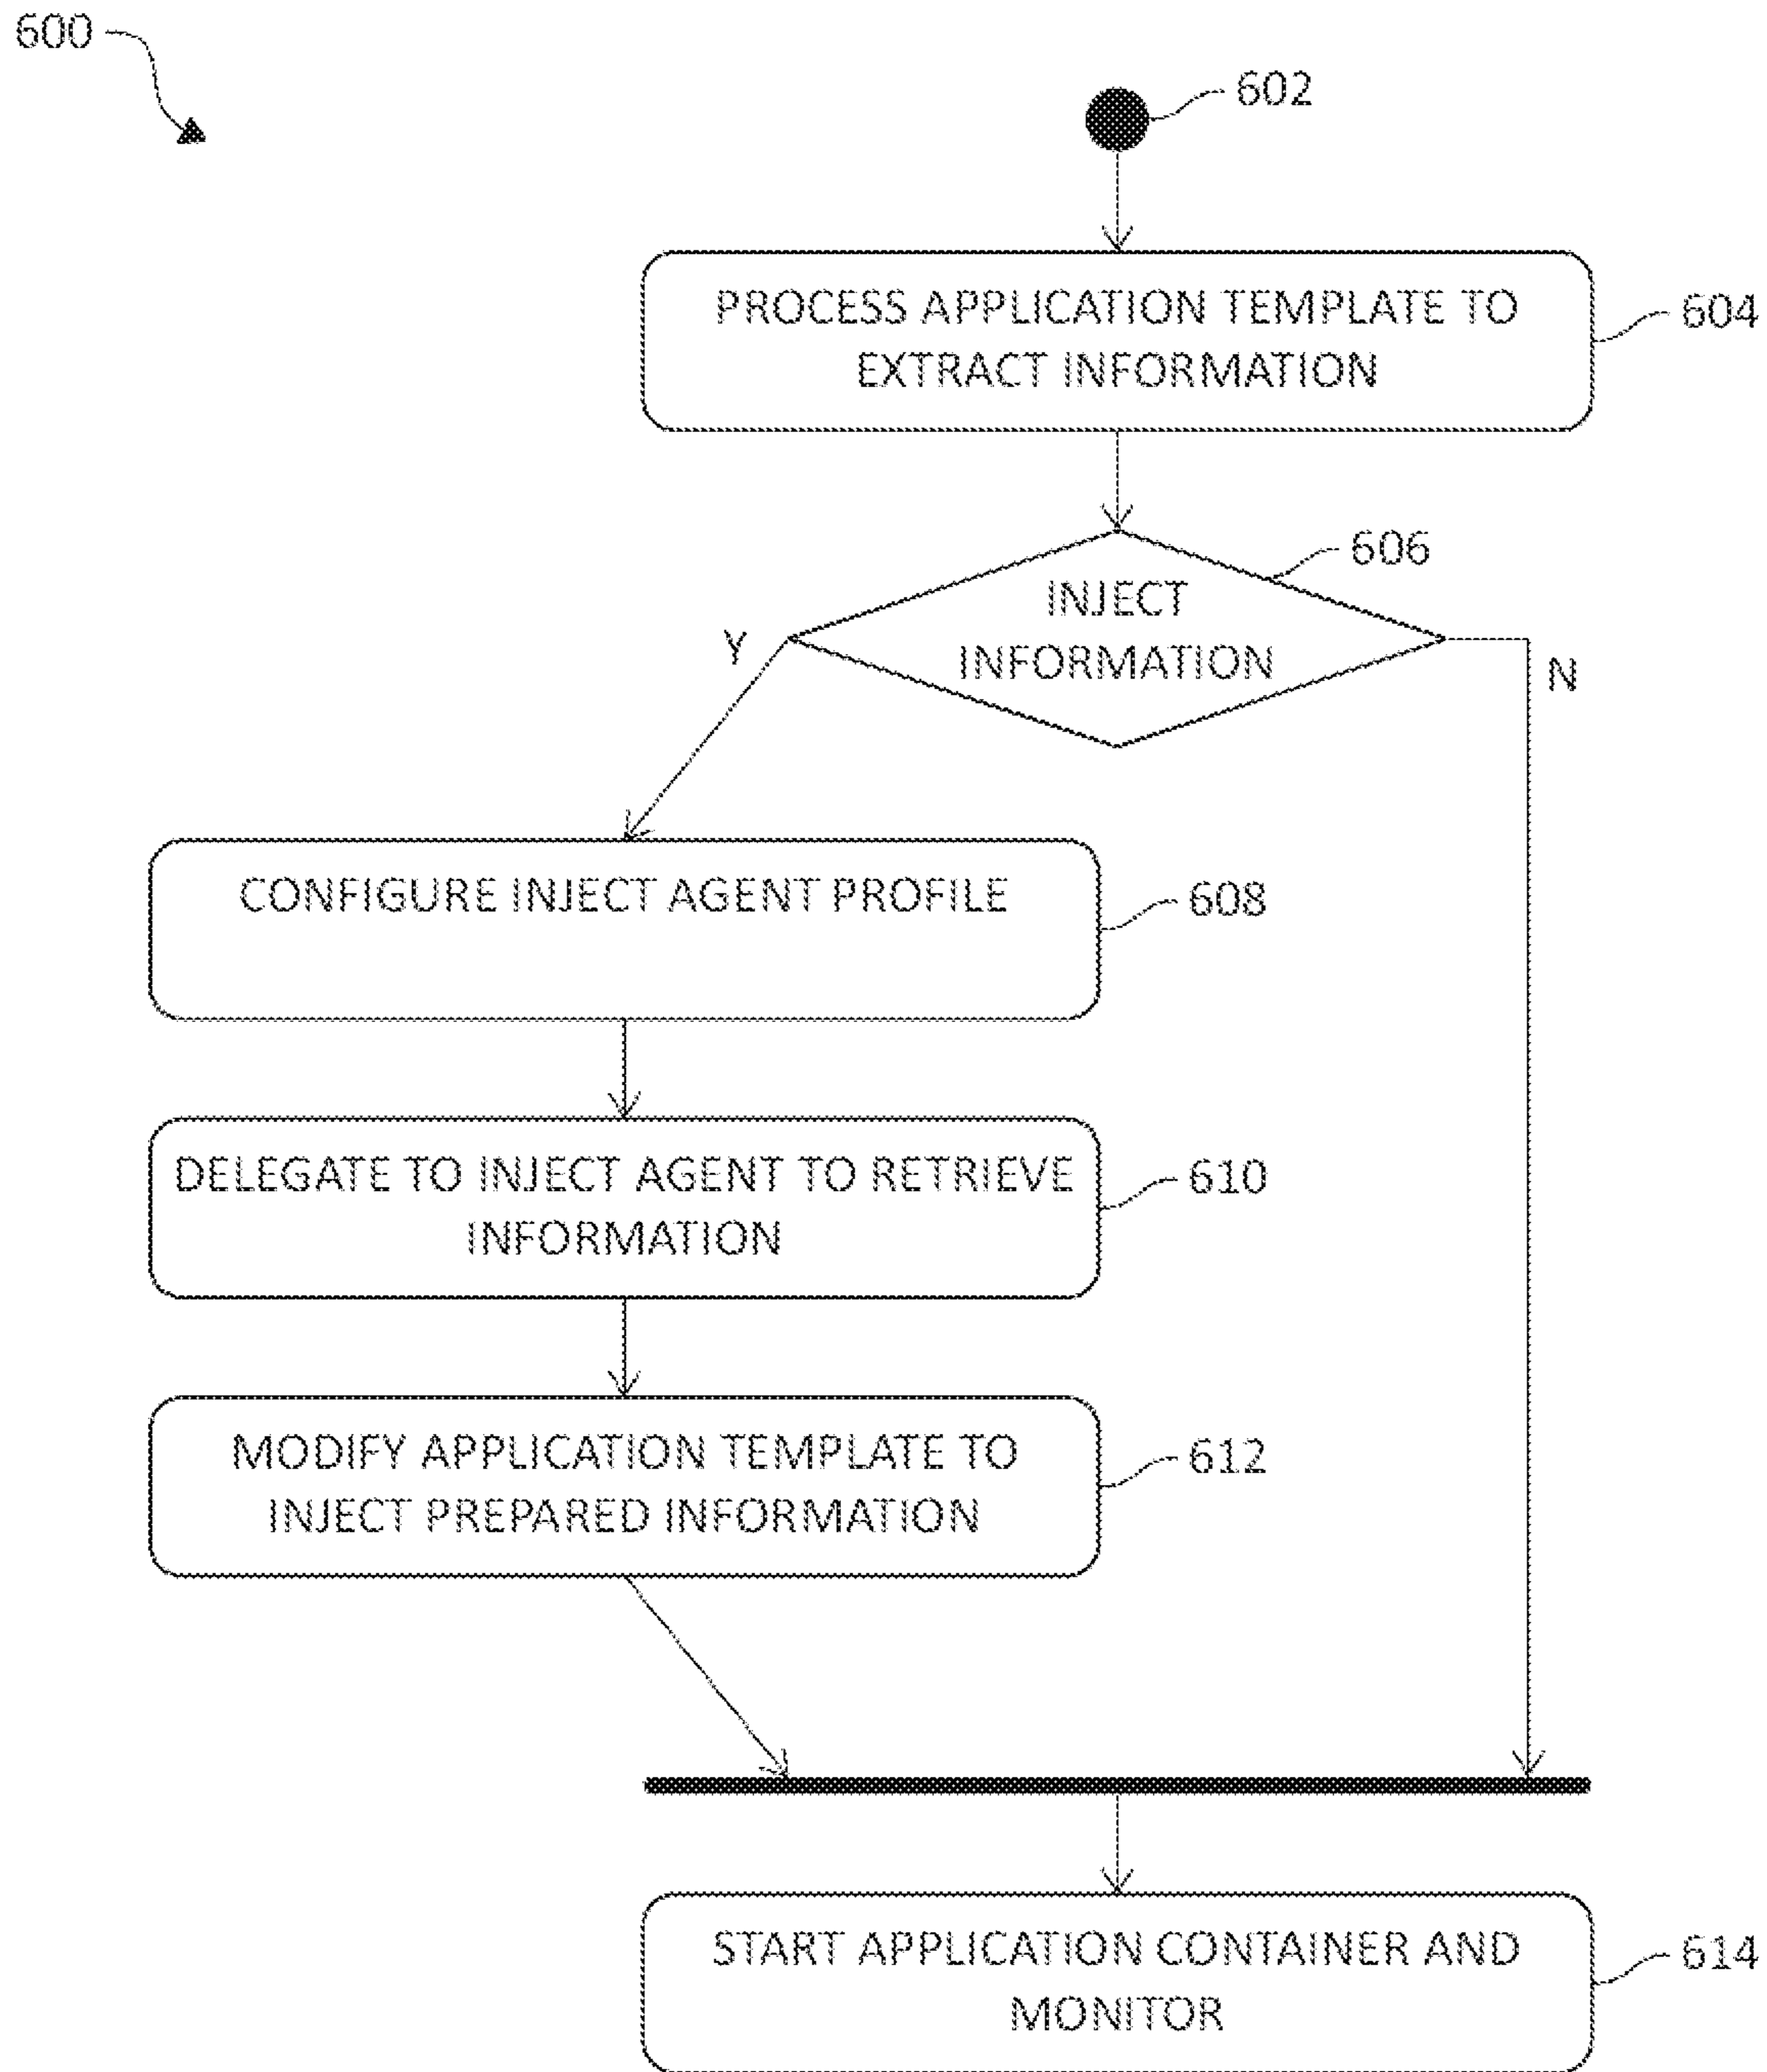 600
602
PROCESS APPLICATION TEMPLATE TO
EXTRACT INFORMATION
604
606
INJECT
INFORMATION
Y
N
CONFIGURE INJECT AGENT PROFILE
608
DELEGATE TO INJECT AGENT TO RETRIEVE
INFORMATION
610
MODIFY APPLICATION TEMPLATE TO
INJECT PREPARED INFORMATION
612
START APPLICATION CONTAINER AND
MONITOR
614